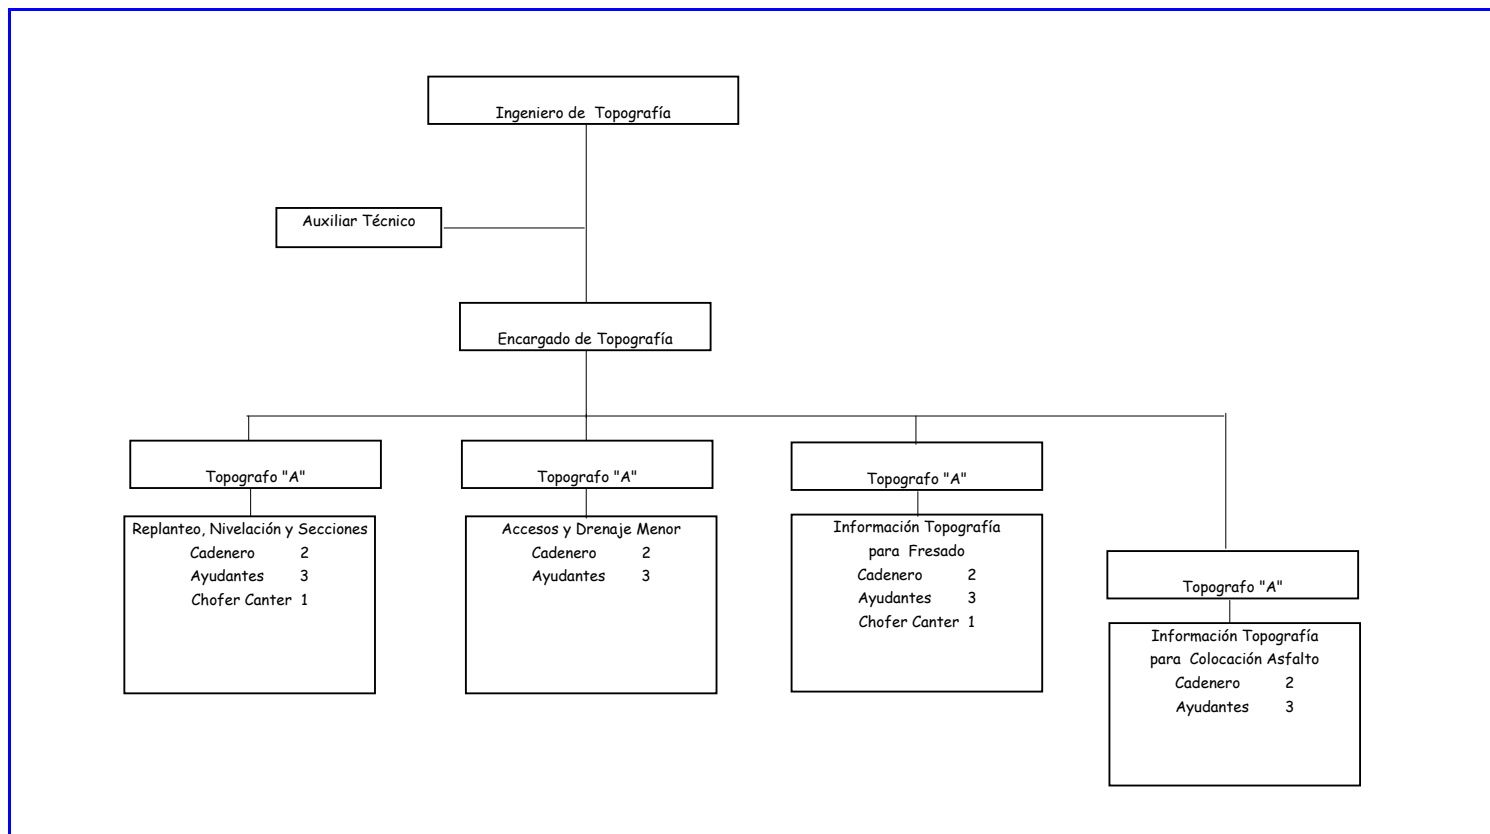 Ingeniero de  Topografía
Auxiliar Técnico
Encargado de Topografía
Topografo "A"
Replanteo, Nivelación y Secciones
Cadenero 2
Ayudantes 3
Chofer Canter 1
Topografo "A"
Accesos y Drenaje Menor
Cadenero 2
Ayudantes 3
Topografo "A"
Información Topografía
para  Fresado
Cadenero 2
Ayudantes 3
Chofer Canter 1
Topografo "A"
Información Topografía
para  Colocación Asfalto
Cadenero 2
Ayudantes 3